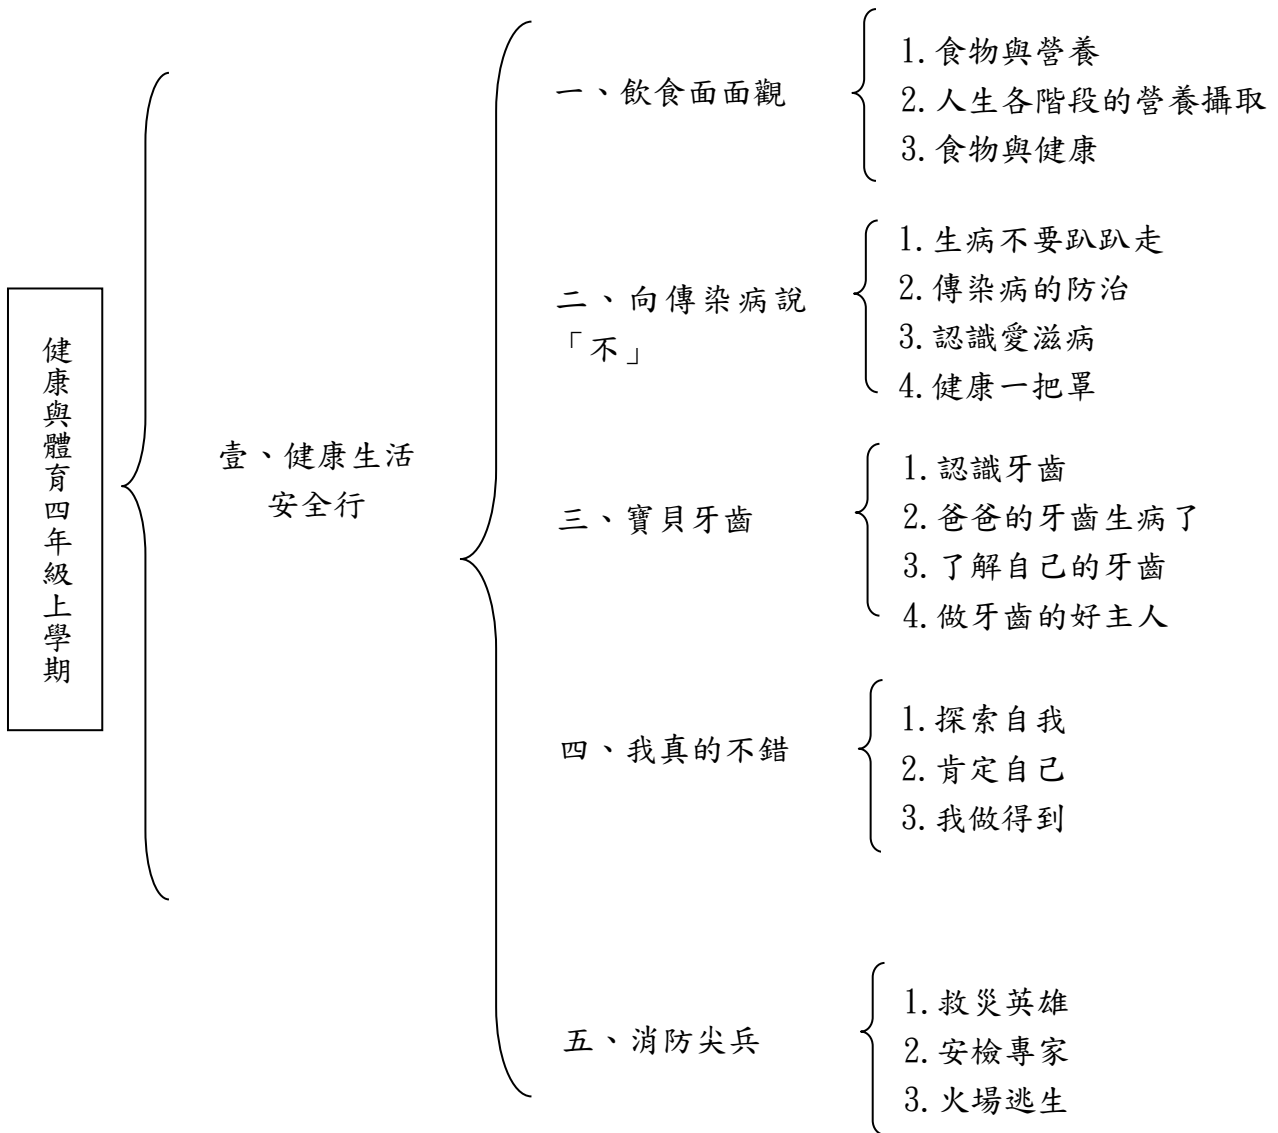 健康與體育四年級上學期
壹、健康生活
安全行
一、飲食面面觀
1.食物與營養
2.人生各階段的營養攝取
3.食物與健康
二、向傳染病說
「不」
1.生病不要趴趴走
2.傳染病的防治
3.認識愛滋病
4.健康一把罩
三、寶貝牙齒
1.認識牙齒
2.爸爸的牙齒生病了
3.了解自己的牙齒
4.做牙齒的好主人
四、我真的不錯
1.探索自我
2.肯定自己
3.我做得到
五、消防尖兵
1.救災英雄
2.安檢專家
3.火場逃生